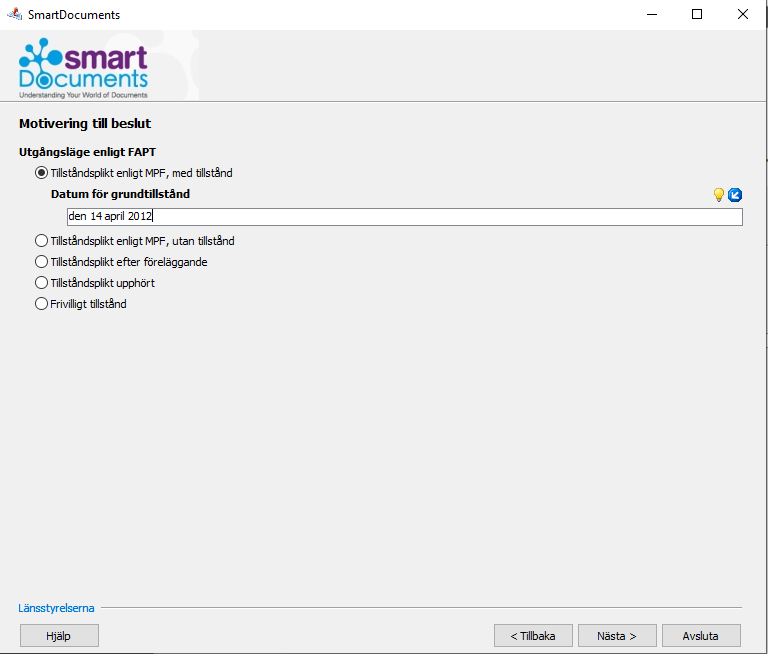 SmartDocuments
smart
Documents
Understanding Your World of Documents
Motivering till beslut
Utgångsläge enligt FAPT
Tillståndsplikt enligt MPF, med tillstånd
Datum för grundtillstånd
den 14 april 2012
Tillståndsplikt enligt MPF, utan tillstånd
Tillståndsplikt efter föreläggande
Tillståndsplikt upphört
Frivilligt tillstånd
Länsstyrelserna
Hjälp
< Tillbaka
Nästa >
Avsluta